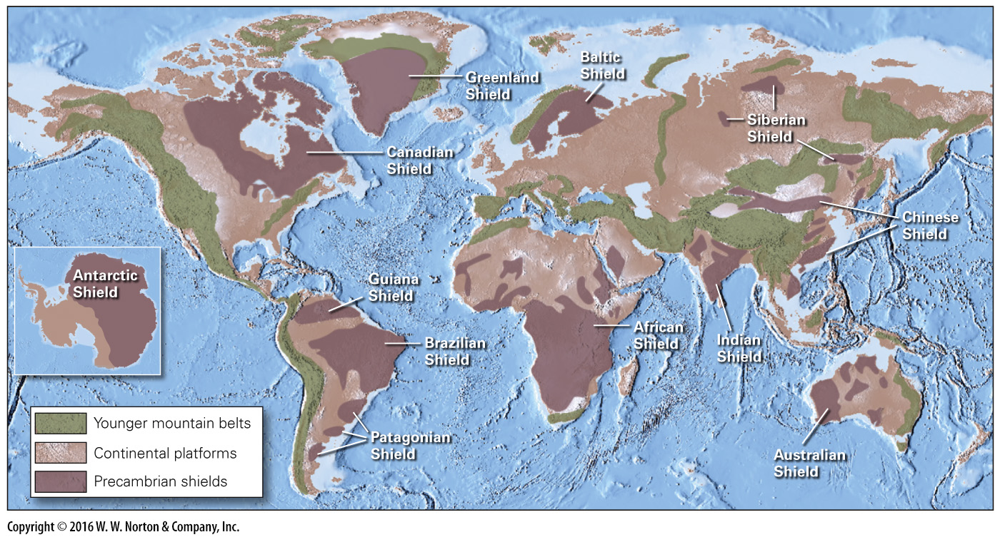 Baltic
Shield
Greenland
Shield
Siberian
Shield
Canadian
Shield
Chinese
Shield
Antarctic
Shield
Guiana
Shield
African
Shield
Indian
Shield
Brazilian
Shield
Younger mountain belts
Continental platforms
Precambrian shields
Patagonian
Shield
Australian
Shield
Copyright © 2016 W. W. Norton & Company, Inc.